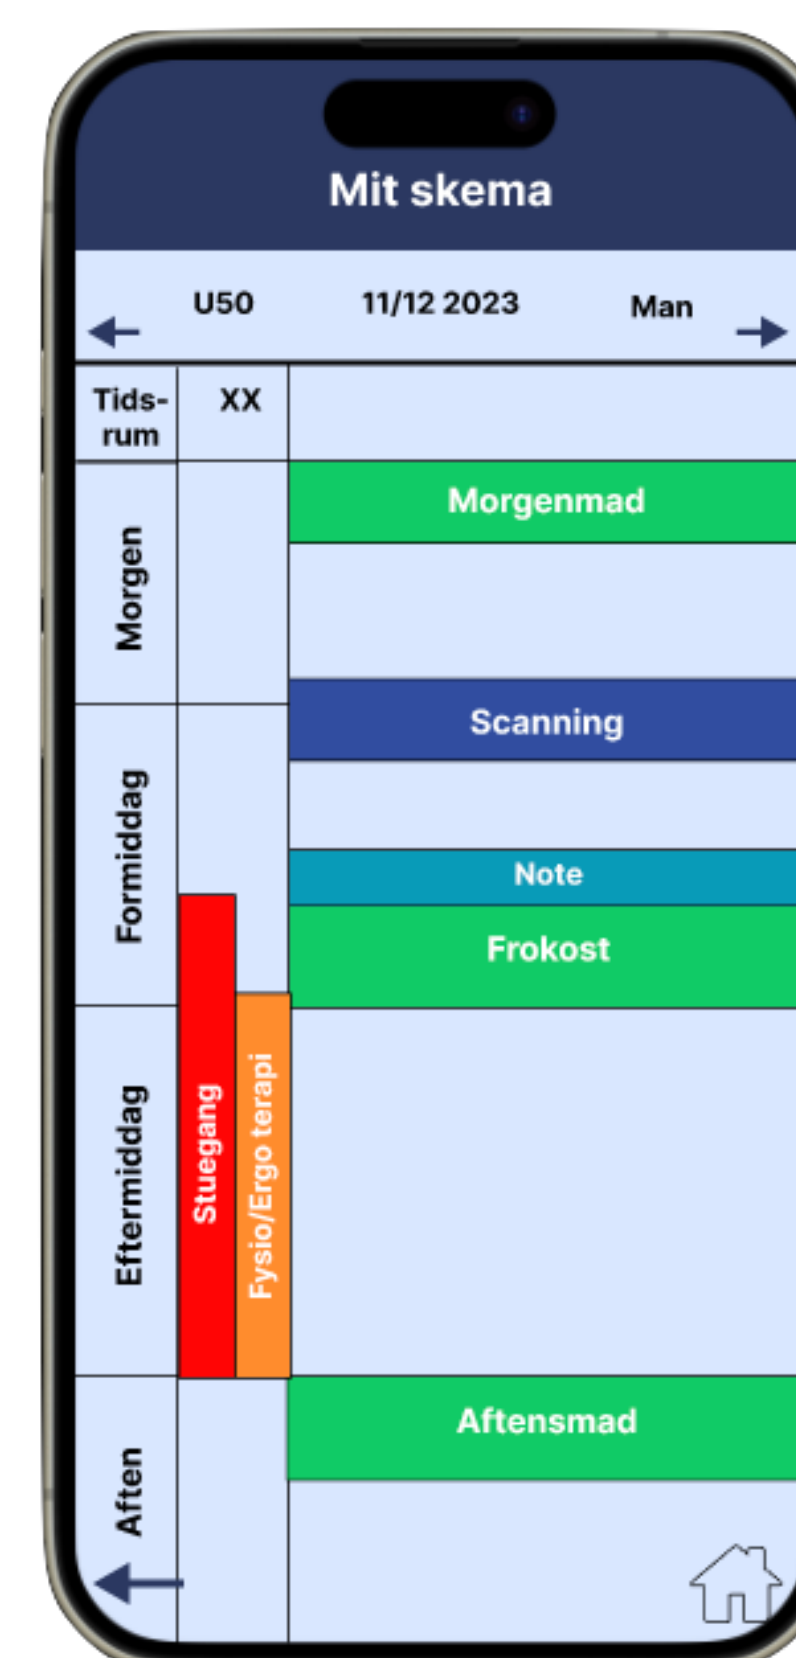 Mit skema
U50 11/12 2023 Man
Tids-
rum
XX
Morgenmad
Morgen
Scanning
Formiddag
Note
Frokost
Stuegang
Fysio/Ergo terapi
Eftermiddag
Aftensmad
Aften